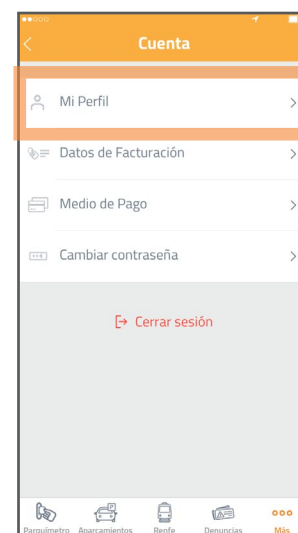 Cuenta
Mi Perfil
Datos de Facturación
Medio de Pago
Cambiar contraseña
Cerrar sesión
Parquímetro Aparcamientos Renfe Denuncias Más